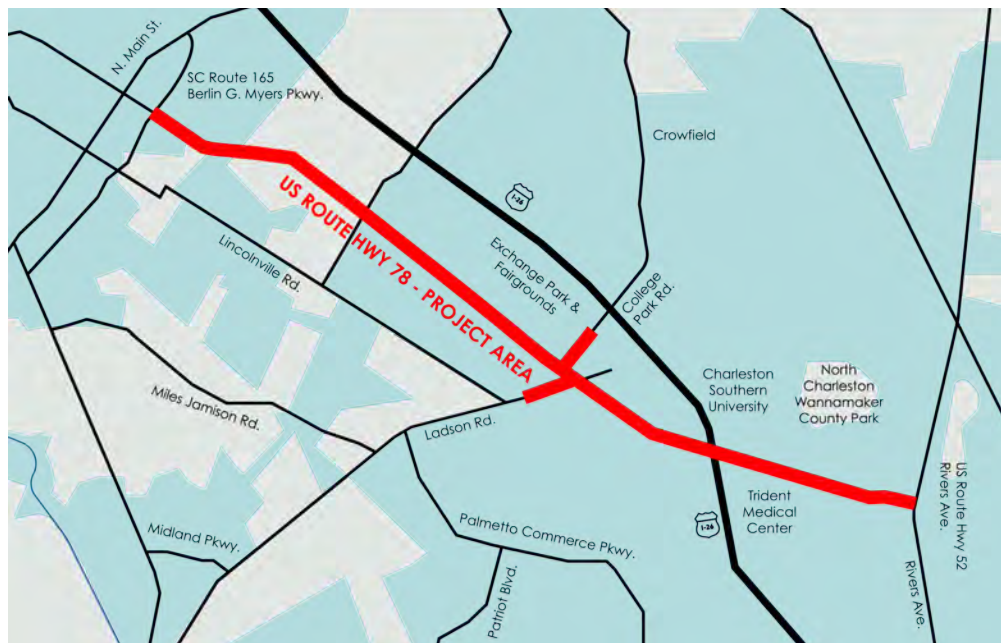 N. Main St.
SC Route 165
Berlin G. Myers Pkwy.
Crowfield
I-26
US ROUTE HWY 78 - PROJECT AREA
Lincolnville
Rd.
Exchange Park &
Fairgrounds
College
Park Rd.
Charleston
Southern
University
North
Charleston
Wannamaker
County Park
Miles Jamison Rd.
Ladson Rd.
US Route Hwy 52
Rivers Ave.
Trident
Medical
Center
I-26
Midland Pkwy.
Palmetto Commerce Pkwy.
Patriot Blvd.
Rivers Ave.